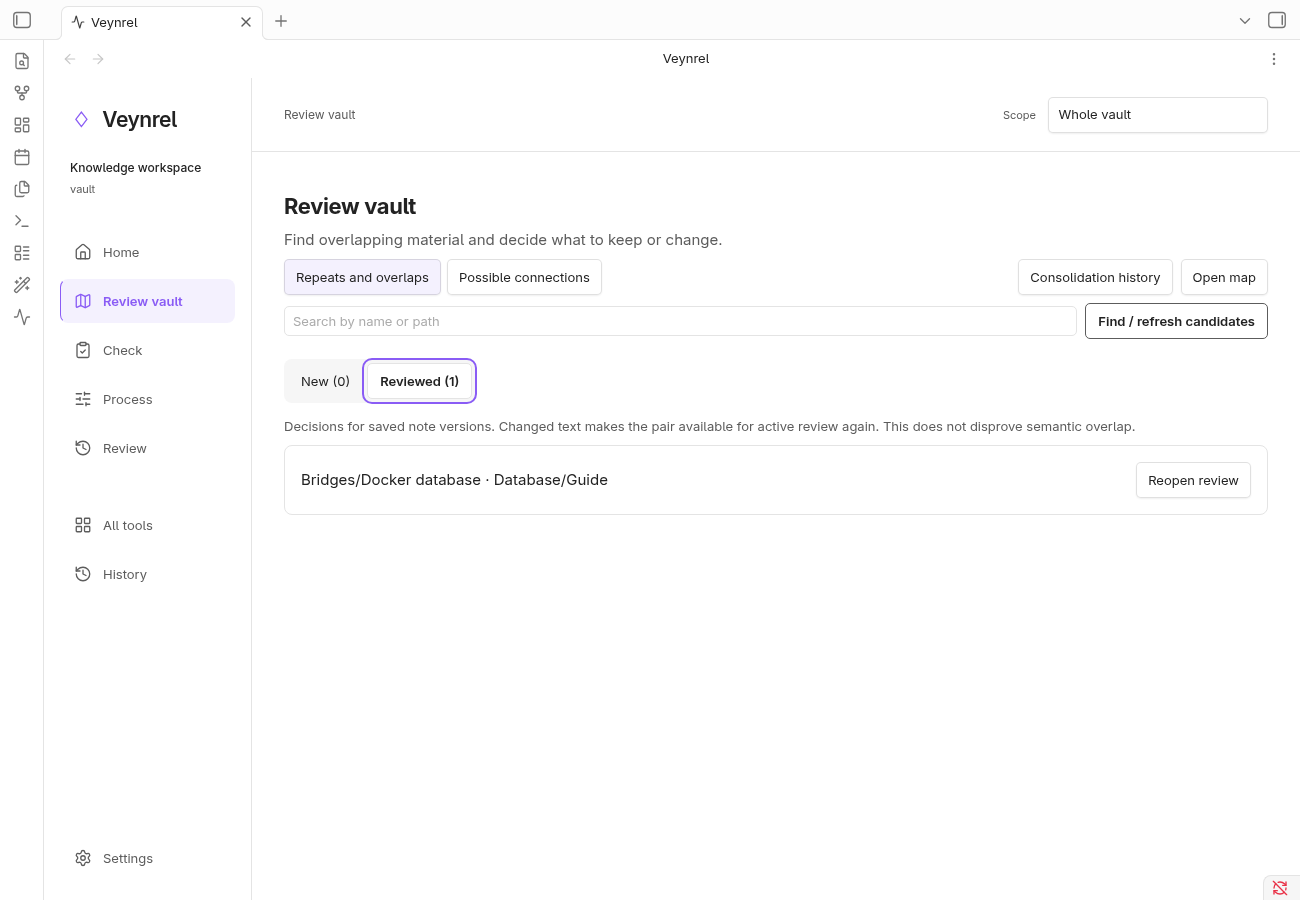 Veynrel
Veynrel
Veynrel
Knowledge workspace
vault
Home
Review vault
Check
Process
Review
All tools
History
Settings
Review vault
Scope
Whole vault
Review vault
Find overlapping material and decide what to keep or change.
Repeats and overlaps
Possible connections
Consolidation history
Open map
Search by name or path
Find / refresh candidates
New (0)
Reviewed (1)
Decisions for saved note versions. Changed text makes the pair available for active review again. This does not disprove semantic overlap.
Bridges/Docker database · Database/Guide
Reopen review